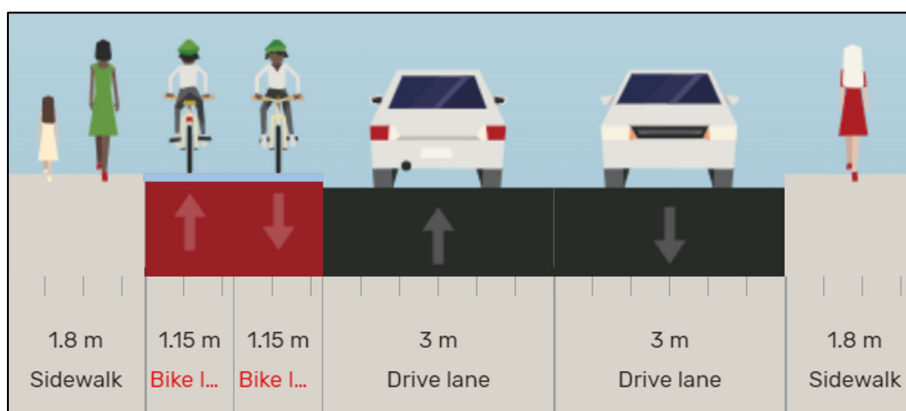 1.8 m
Sidewalk
1.15 m
Bike l...
1.15 m
Bike l...
3 m
Drive lane
3 m
Drive lane
1.8 m
Sidewalk